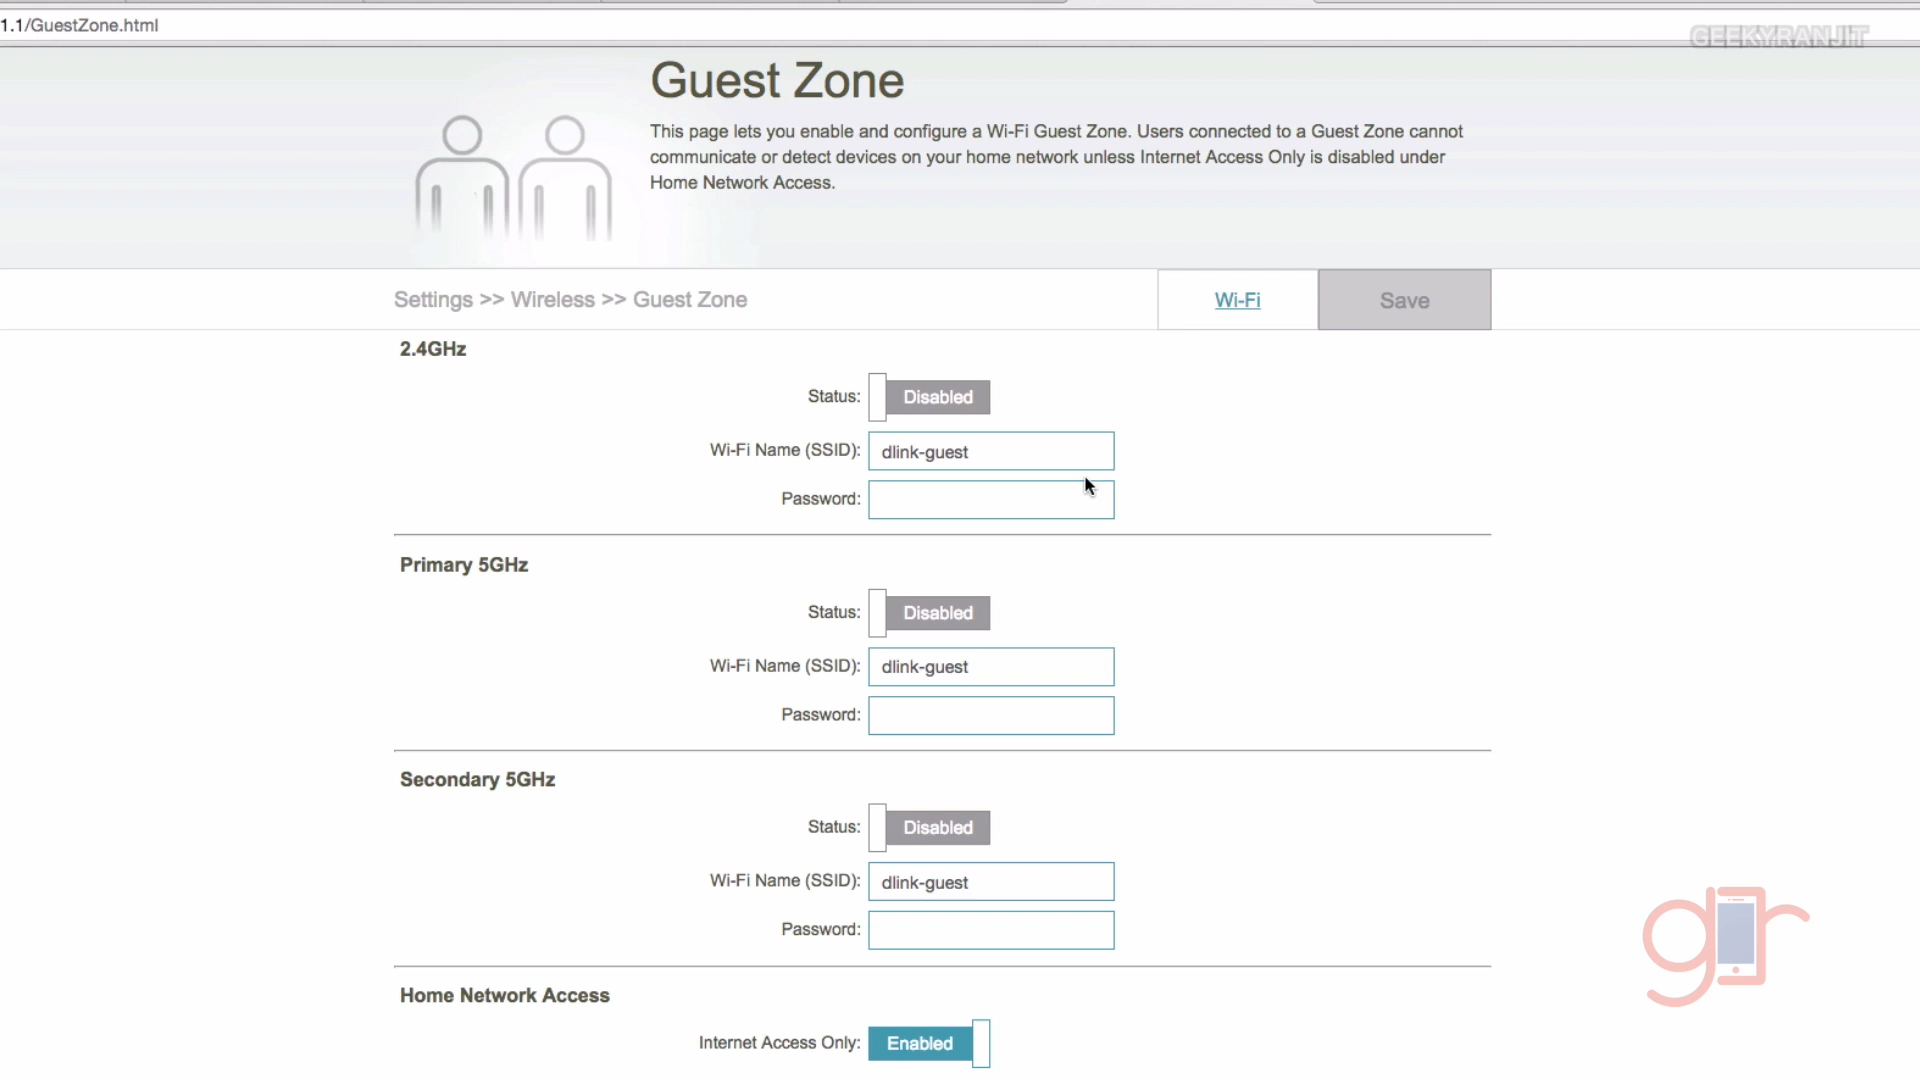 1.1/GuestZone.html
GEEKYRANJIT
Guest Zone
This page lets you enable and configure a Wi-Fi Guest Zone. Users connected to a Guest Zone cannot
communicate or detect devices on your home network unless Internet Access Only is disabled under
Home Network Access.
Settings >> Wireless >> Guest Zone
Wi-Fi
Save
2.4GHz
Status: Disabled
Wi-Fi Name (SSID): dlink-guest
Password:
Primary 5GHz
Status: Disabled
Wi-Fi Name (SSID): dlink-guest
Password:
Secondary 5GHz
Status: Disabled
Wi-Fi Name (SSID): dlink-guest
Password:
gr
Home Network Access
Internet Access Only: Enabled